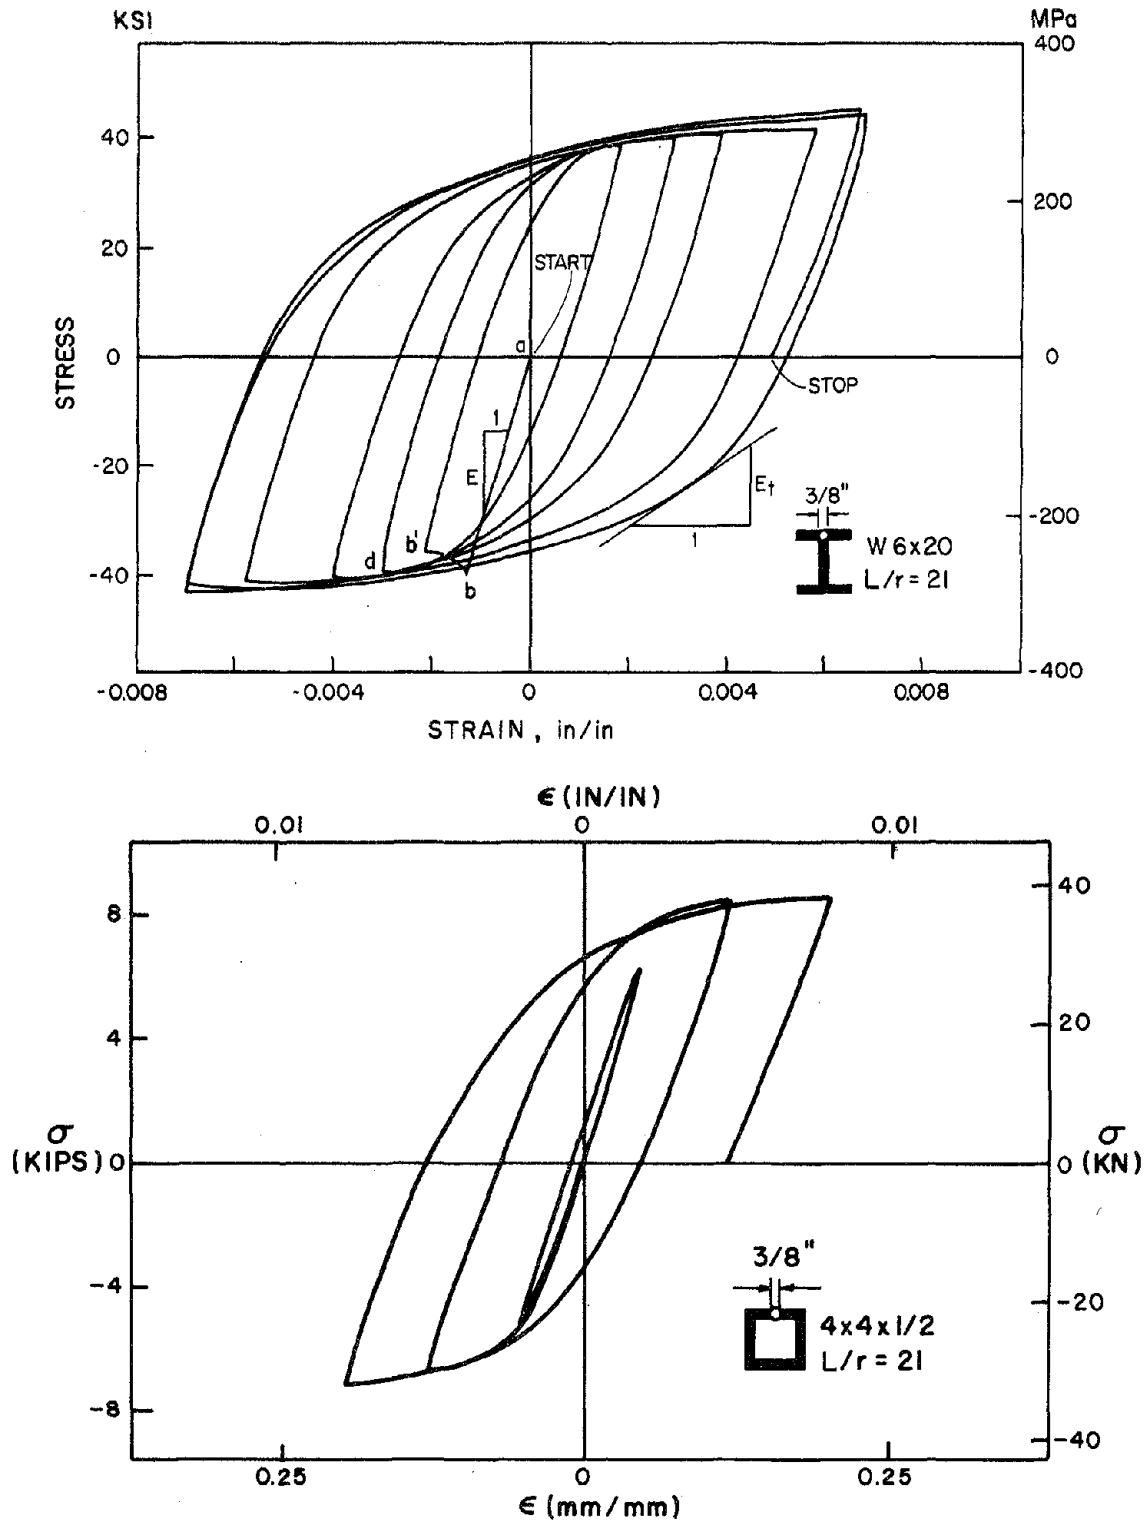 KSI
MPa
400
40
200
20
START
a
0
0
STOP
STRESS
1
E
-20
Et
3/8"
-200
1
b'
W 6x20
d
L/r = 21
-40
b
-400
-0.008
-0.004
0
0.004
0.008
STRAIN, in/in
ϵ (IN/IN)
0.01
0
0.01
8
40
4
20
σ
(KIPS)
0
0
σ
(KN)
3/8"
-4
-20
4x4x1/2
L/r = 21
-8
-40
0.25
0
0.25
ϵ (mm/mm)